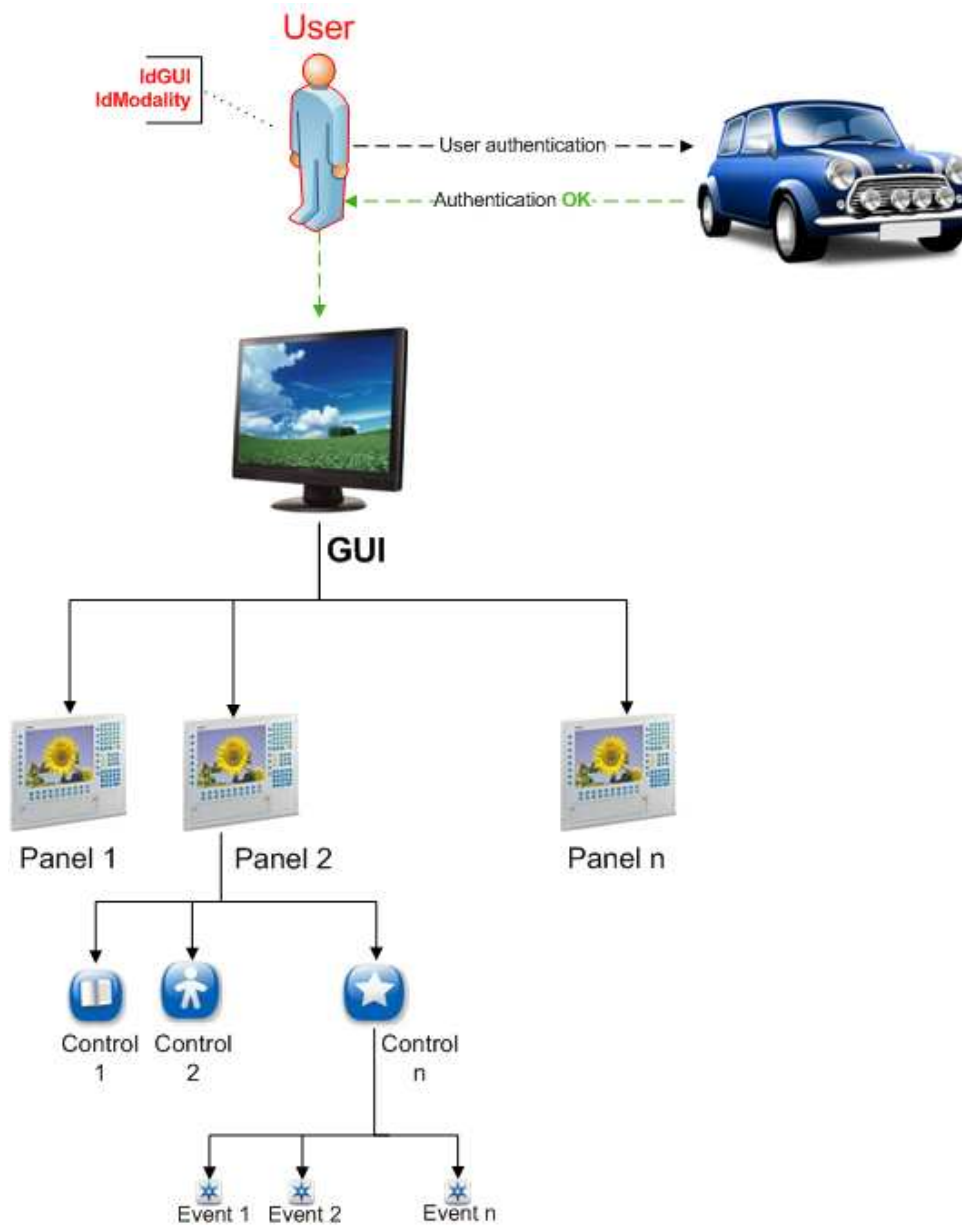 User
IdGUI
IdModality
User authentication
Authentication OK
GUI
Panel 1
Panel 2
Panel n
Control
1
Control
2
Control
n
Event 1
Event 2
Event n